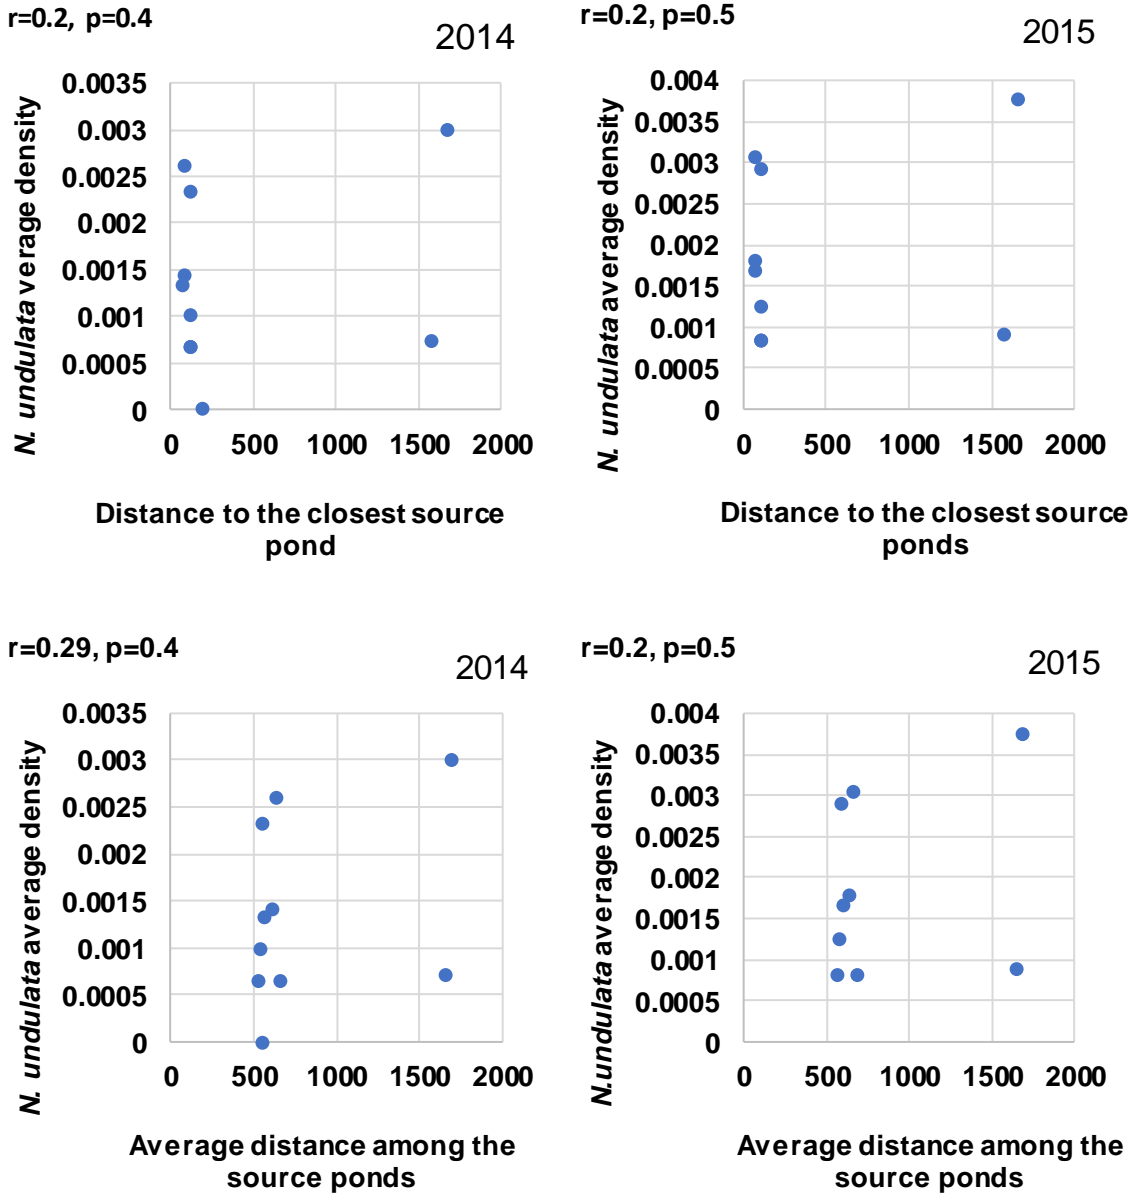 r=0.2, p=0.4
2014
N. undulata average density
0.0035
0.003
0.0025
0.002
0.0015
0.001
0.0005
0
0 500 1000 1500 2000
Distance to the closest source
pond
r=0.2, p=0.5
2015
N. undulata average density
0.004
0.0035
0.003
0.0025
0.002
0.0015
0.001
0.0005
0
0 500 1000 1500 2000
Distance to the closest source
ponds
r=0.29, p=0.4
2014
N. undulata average density
0.0035
0.003
0.0025
0.002
0.0015
0.001
0.0005
0
0 500 1000 1500 2000
Average distance among the
source ponds
r=0.2, p=0.5
2015
N.undulata average density
0.004
0.0035
0.003
0.0025
0.002
0.0015
0.001
0.0005
0
0 500 1000 1500 2000
Average distance among the
source ponds